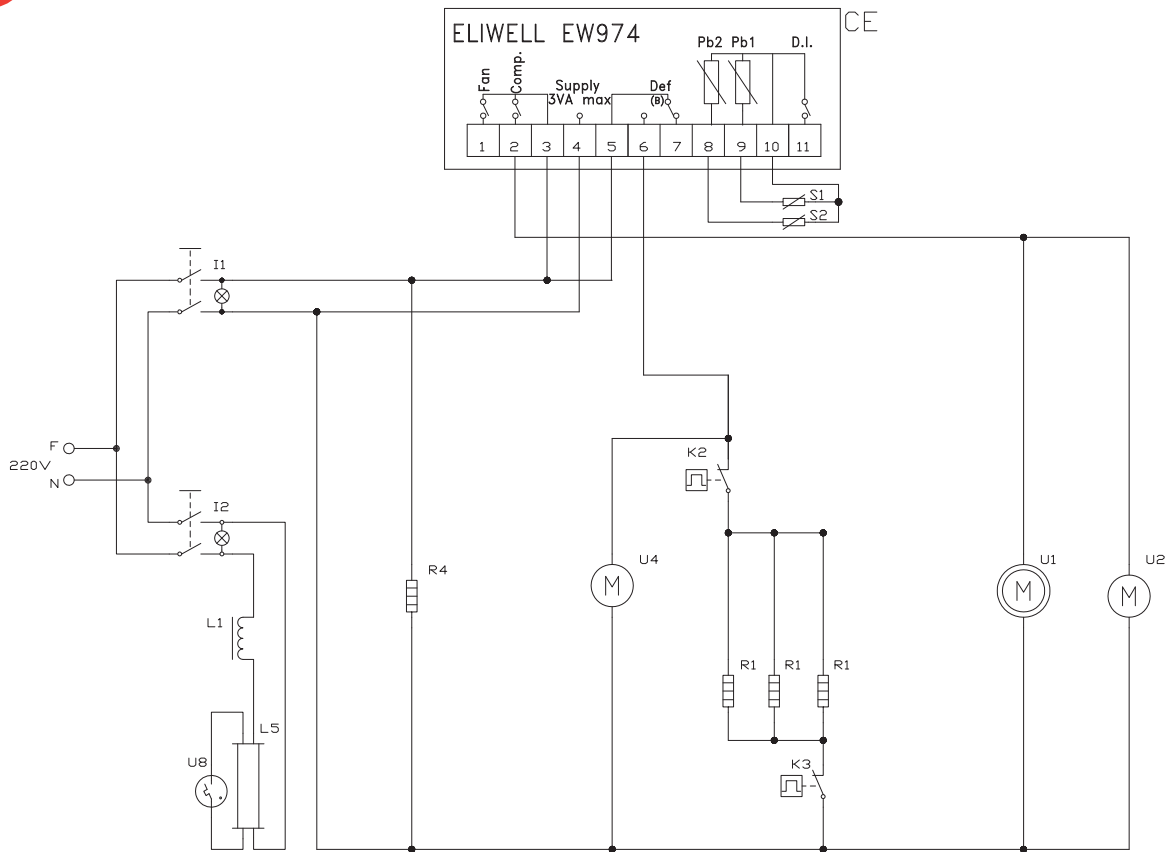 CE
ELIWELL EW974
Pb2 Pb1 D.I.
Fan
Comp.
Supply
3VA max
Def
(B)
1 2 3 4 5 6 7 8 9 10 11
S1
S2
I1
F
220V
N
K2
I2
U4
U1
U2
R4
L1
R1 R1 R1
L5
U8
K3
M
M
M